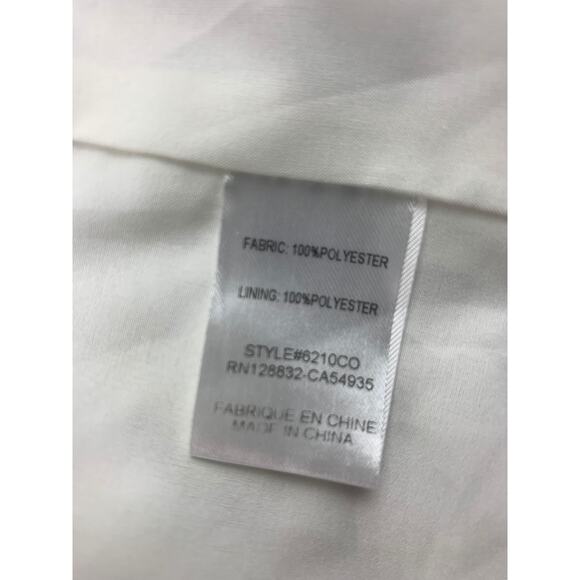 FABRIC: 100%POLYESTER
LINING: 100%POLYESTER
STYLE#6210CO
RN128832-CA54935
FABRIQUE EN CHINE
MADE IN CHINA